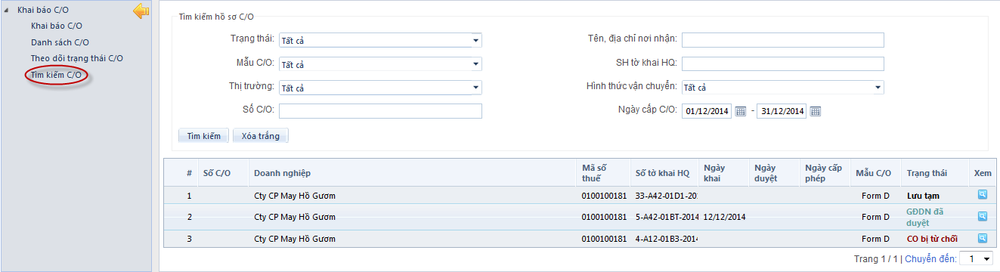 Khai báo C/O
Khai báo C/O
Danh sách C/O
Theo dõi trạng thái C/O
Tìm kiếm C/O
Tìm kiếm hồ sơ C/O
Trạng thái: Tất cả Tên, địa chỉ nơi nhận:
Mẫu C/O: Tất cả SH tờ khai HQ:
Thị trường: Tất cả Hình thức vận chuyển: Tất cả
Số C/O: Ngày cấp C/O: 01/12/2014 - 31/12/2014
Tìm kiếm Xóa trắng
# Số C/O Doanh nghiệp Mã số thuế Số tờ khai HQ Ngày khai Ngày duyệt Ngày cấp phép Mẫu C/O Trạng thái Xem
1 Cty CP May Hồ Gươm 0100100181 33-A42-01D1-20 Form D Lưu tạm
2 Cty CP May Hồ Gươm 0100100181 5-A42-01BT-2014 12/12/2014 Form D GĐDN đã duyệt
3 Cty CP May Hồ Gươm 0100100181 4-A12-01B3-2014 Form D CO bị từ chối
Trang 1 / 1 | Chuyển đến: 1